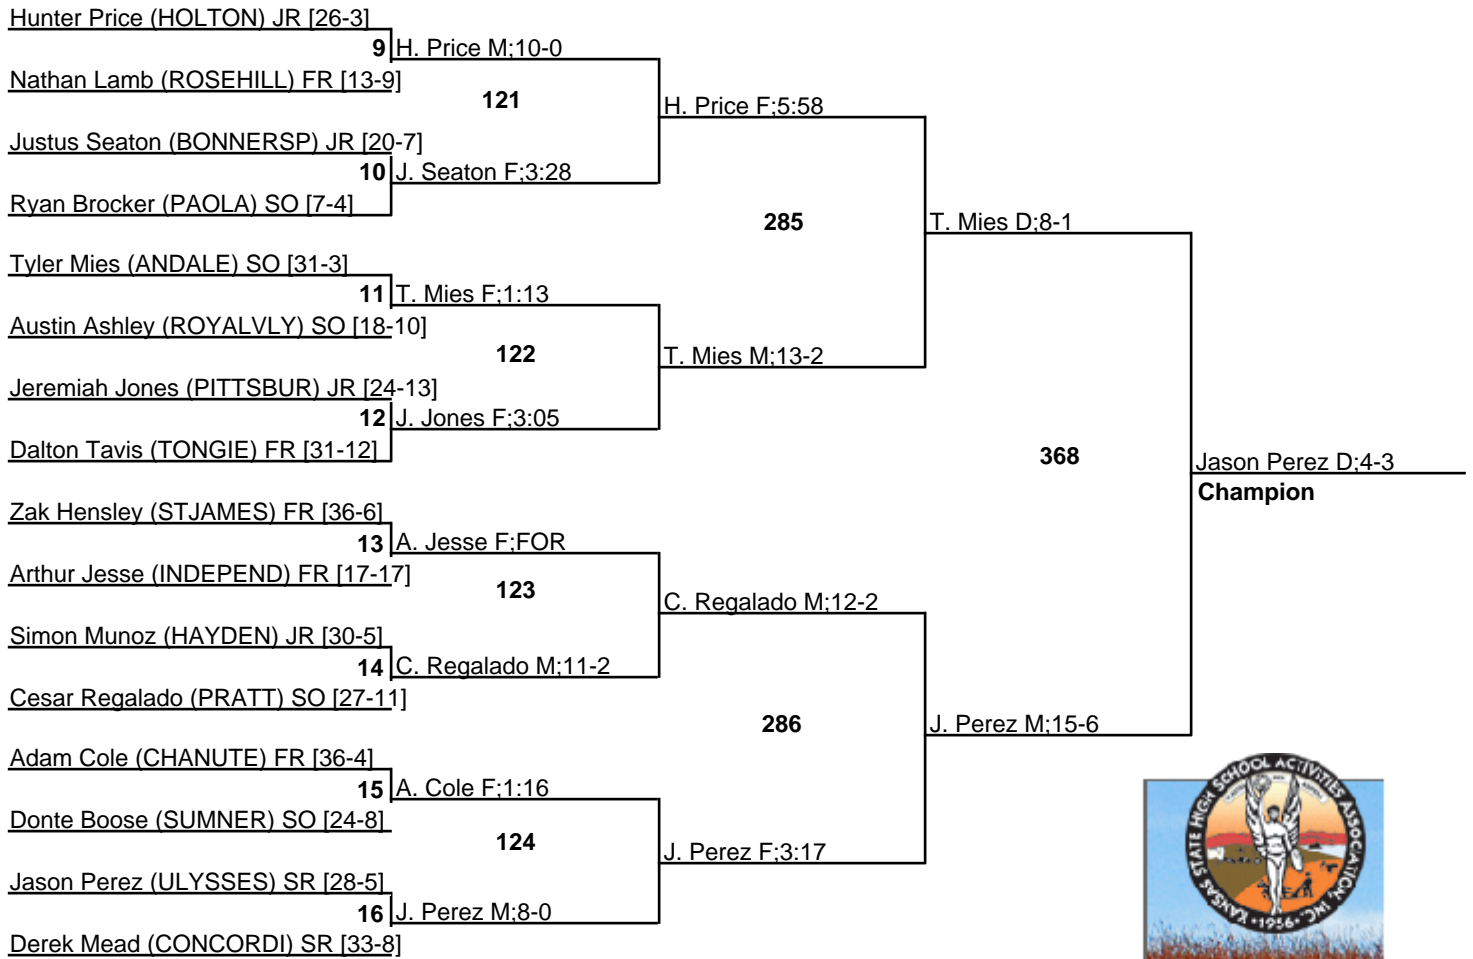 Hunter Price (HOLTON) JR [26-3]
9 H. Price M;10-0
Nathan Lamb (ROSEHILL) FR [13-9]
121
H. Price F;5:58
Justus Seaton (BONNERSP) JR [20-7]
10 J. Seaton F;3:28
Ryan Brocker (PAOLA) SO [7-4]
285
T. Mies D;8-1
Tyler Mies (ANDALE) SO [31-3]
11 T. Mies F;1:13
Austin Ashley (ROYALVLY) SO [18-10]
122
T. Mies M;13-2
Jeremiah Jones (PITTSBUR) JR [24-13]
12 J. Jones F;3:05
Dalton Tavis (TONGIE) FR [31-12]
368
Jason Perez D;4-3
Champion
Zak Hensley (STJAMES) FR [36-6]
13 A. Jesse F;FOR
Arthur Jesse (INDEPEND) FR [17-17]
123
C. Regalado M;12-2
Simon Munoz (HAYDEN) JR [30-5]
14 C. Regalado M;11-2
Cesar Regalado (PRATT) SO [27-11]
286
J. Perez M;15-6
Adam Cole (CHANUTE) FR [36-4]
15 A. Cole F;1:16
Donte Boose (SUMNER) SO [24-8]
124
J. Perez F;3:17
Jason Perez (ULYSSES) SR [28-5]
16 J. Perez M;8-0
Derek Mead (CONCORDI) SR [33-8]
KANSAS STATE HIGH SCHOOL ACTIVITIES ASSOCIATION, INC.
1956